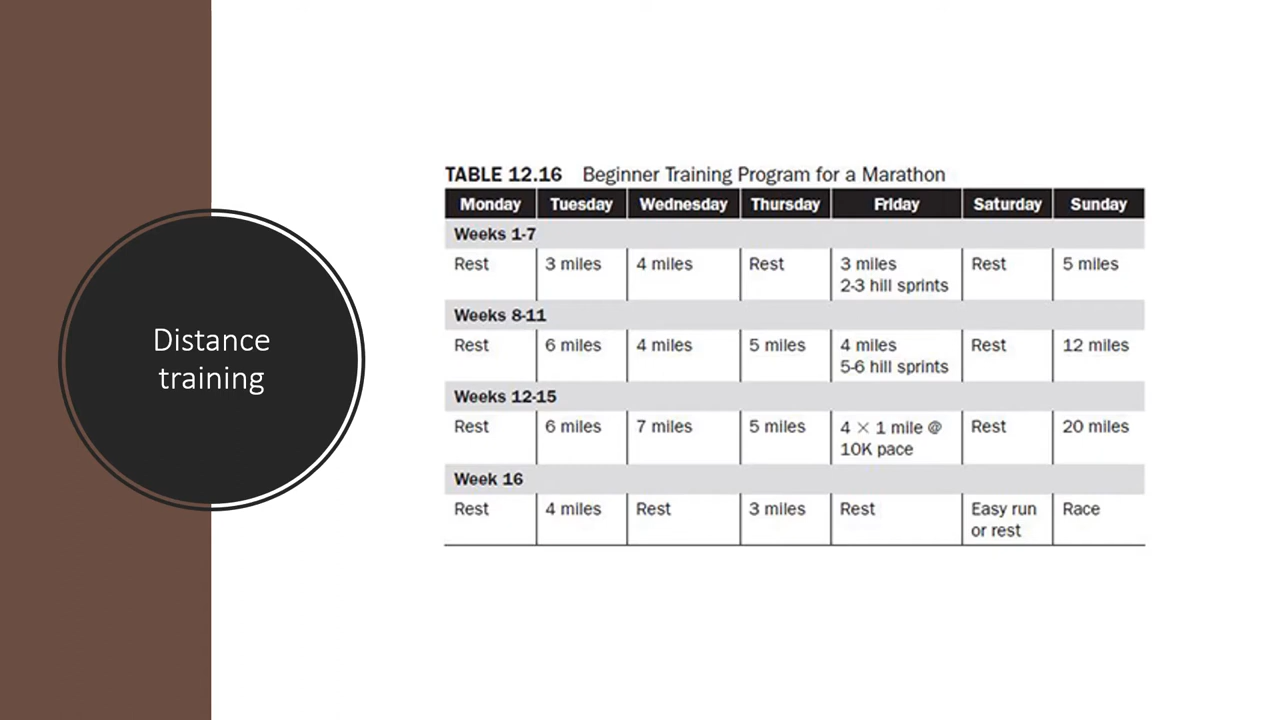 Distance
training
TABLE 12.16 Beginner Training Program for a Marathon
Monday Tuesday Wednesday Thursday Friday Saturday Sunday
Weeks 1-7
Rest 3 miles 4 miles Rest 3 miles Rest 5 miles
2-3 hill sprints
Weeks 8-11
Rest 6 miles 4 miles 5 miles 4 miles Rest 12 miles
5-6 hill sprints
Weeks 12-15
Rest 6 miles 7 miles 5 miles 4 × 1 mile @ Rest 20 miles
10K pace
Week 16
Rest 4 miles Rest 3 miles Rest Easy run Race
or rest